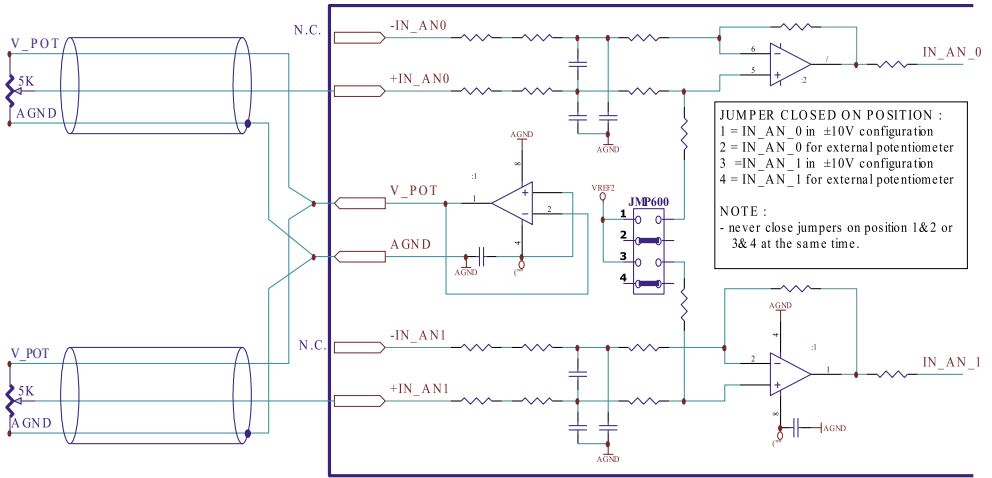 N.C.
-IN_AN0
V_POT
5K
+IN_AN0
AGND
6
5
:2
IN_AN_0
AGND
JUMPER CLOSED ON POSITION :
1 = IN_AN_0 in ±10V configuration
2 = IN_AN_0 for external potentiometer
3 =IN_AN_1 in ±10V configuration
4 = IN_AN_1 for external potentiometer
NOTE :
- never close jumpers on position 1&2 or
3&4 at the same time.
AGND
8
:1
V_POT
1
2
4
AGND
AGND
VREF2
JMP600
1
2
3
4
N.C.
-IN_AN1
V_POT
5K
+IN_AN1
AGND
AGND
AGND
4
:1
2
1
8
IN_AN_1
AGND